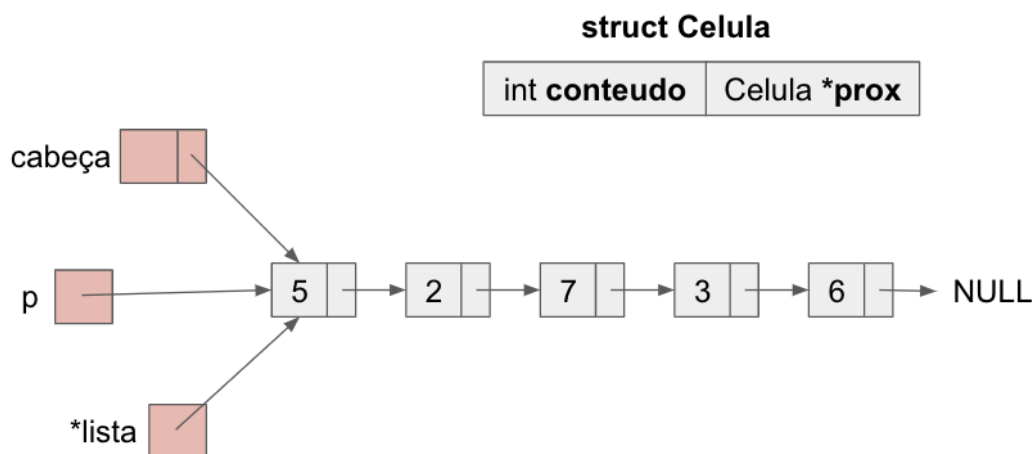 struct Celula
int conteudo Celula *prox
cabeça
p 5 2 7 3 6 NULL
*lista